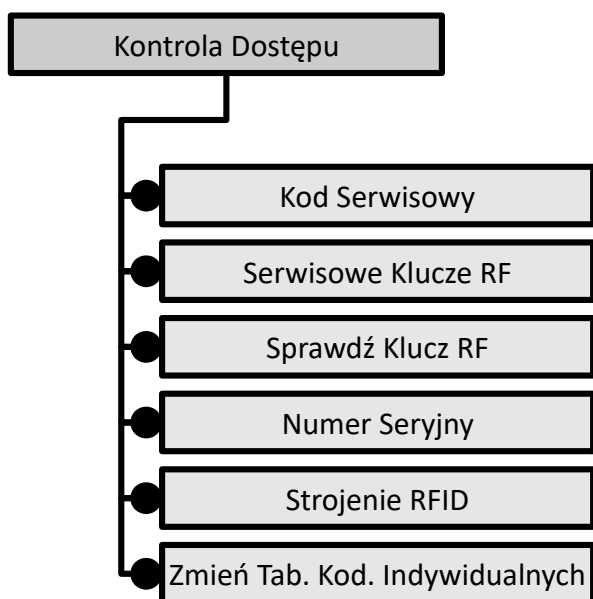 Kontrola Dostępu
Kod Serwisowy
Serwisowe Klucze RF
Sprawdź Klucz RF
Numer Seryjny
Strojenie RFID
Zmień Tab. Kod. Indywidualnych